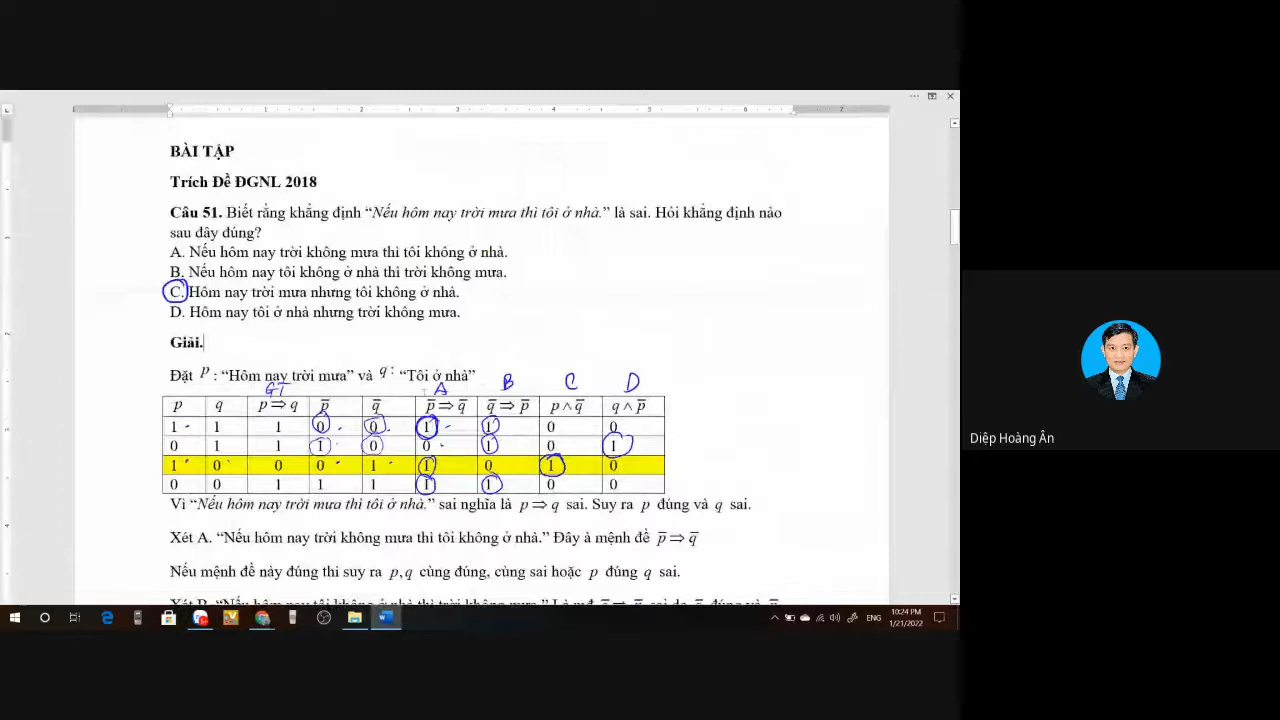 BÀI TẬP
Trích Đề ĐGNL 2018
Câu 51. Biết rằng khẳng định “Nếu hôm nay trời mưa thì tôi ở nhà.” là sai. Hỏi khẳng định nào
sau đây đúng?
A. Nếu hôm nay trời không mưa thì tôi không ở nhà.
B. Nếu hôm nay tôi không ở nhà thì trời không mưa.
C. Hôm nay trời mưa nhưng tôi không ở nhà.
D. Hôm nay tôi ở nhà nhưng trời không mưa.
Giải.
Đặt p : “Hôm nay trời mưa” và q : “Tôi ở nhà”
GT A B C D
p q p ⇒ q p̅ q̅ p̅ ⇒ q̅ q̅ ⇒ p̅ p ∧ q̅ q ∧ p̅
1 1 1 0 0 1 1 0 0
0 1 1 1 0 0 1 0 1
1 0 0 0 1 1 0 1 0
0 0 1 1 1 1 1 0 0
Vì “Nếu hôm nay trời mưa thì tôi ở nhà.” sai nghĩa là p ⇒ q sai. Suy ra p đúng và q sai.
Xét A. “Nếu hôm nay trời không mưa thì tôi không ở nhà.” Đây à mệnh đề p̅ ⇒ q̅
Nếu mệnh đề này đúng thi suy ra p, q cùng đúng, cùng sai hoặc p đúng q sai.
Diệp Hoàng Ân
ENG
10:24 PM
1/21/2022